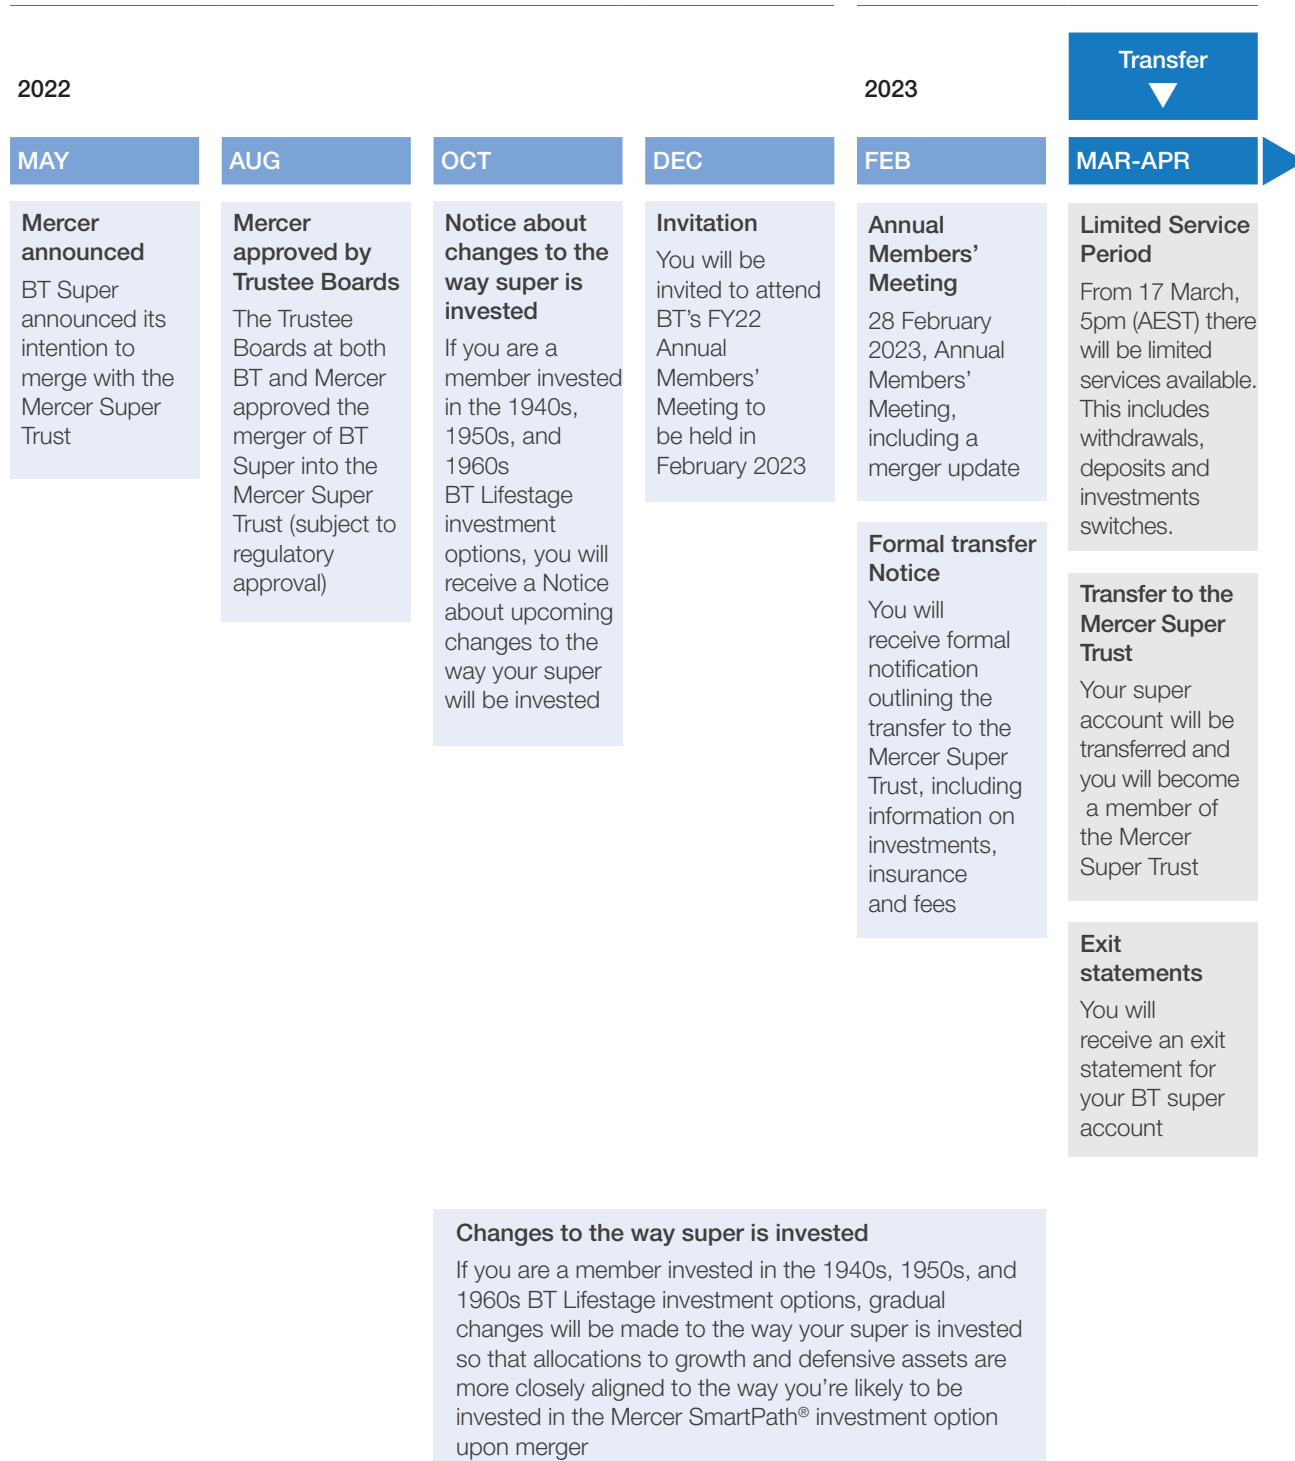 2022
2023
Transfer
MAY
AUG
OCT
DEC
FEB
MAR-APR
Mercer
announced
BT Super
announced its
intention to
merge with the
Mercer Super
Trust
Mercer
approved by
Trustee Boards
The Trustee
Boards at both
BT and Mercer
approved the
merger of BT
Super into the
Mercer Super
Trust (subject to
regulatory
approval)
Notice about
changes to the
way super is
invested
If you are a
member invested
in the 1940s,
1950s, and
1960s
BT Lifestage
investment
options, you will
receive a Notice
about upcoming
changes to the
way your super
will be invested
Invitation
You will be
invited to attend
BT’s FY22
Annual
Members’
Meeting to
be held in
February 2023
Annual
Members’
Meeting
28 February
2023, Annual
Members’
Meeting,
including a
merger update
Formal transfer
Notice
You will
receive formal
notification
outlining the
transfer to the
Mercer Super
Trust, including
information on
investments,
insurance
and fees
Limited Service
Period
From 17 March,
5pm (AEST) there
will be limited
services available.
This includes
withdrawals,
deposits and
investments
switches.
Transfer to the
Mercer Super
Trust
Your super
account will be
transferred and
you will become
a member of
the Mercer
Super Trust
Exit
statements
You will
receive an exit
statement for
your BT super
account
Changes to the way super is invested
If you are a member invested in the 1940s, 1950s, and
1960s BT Lifestage investment options, gradual
changes will be made to the way your super is invested
so that allocations to growth and defensive assets are
more closely aligned to the way you’re likely to be
invested in the Mercer SmartPath® investment option
upon merger